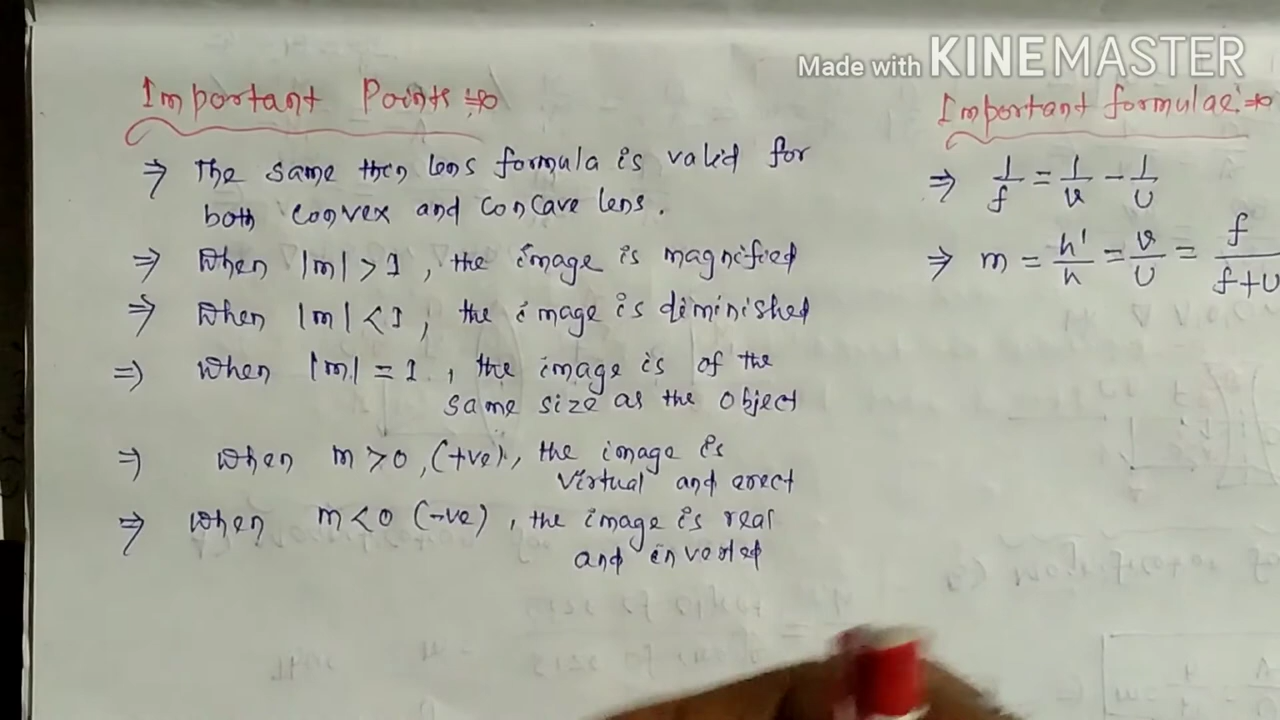 Made with KINEMASTER
Important Points :⇒
⇒ The same thin lens formula is valid for
both convex and concave lens.
⇒ When |m| > 1, the image is magnified
⇒ When |m| < 1, the image is diminished
⇒ When |m| = 1, the image is of the
same size as the object
⇒ when m > 0, (+ve), the image is
virtual and erect
⇒ when m < 0 (-ve), the image is real
and inverted
Important formulae :⇒
⇒ 1/f = 1/v - 1/u
⇒ m = h'/h = v/u = f/f+u